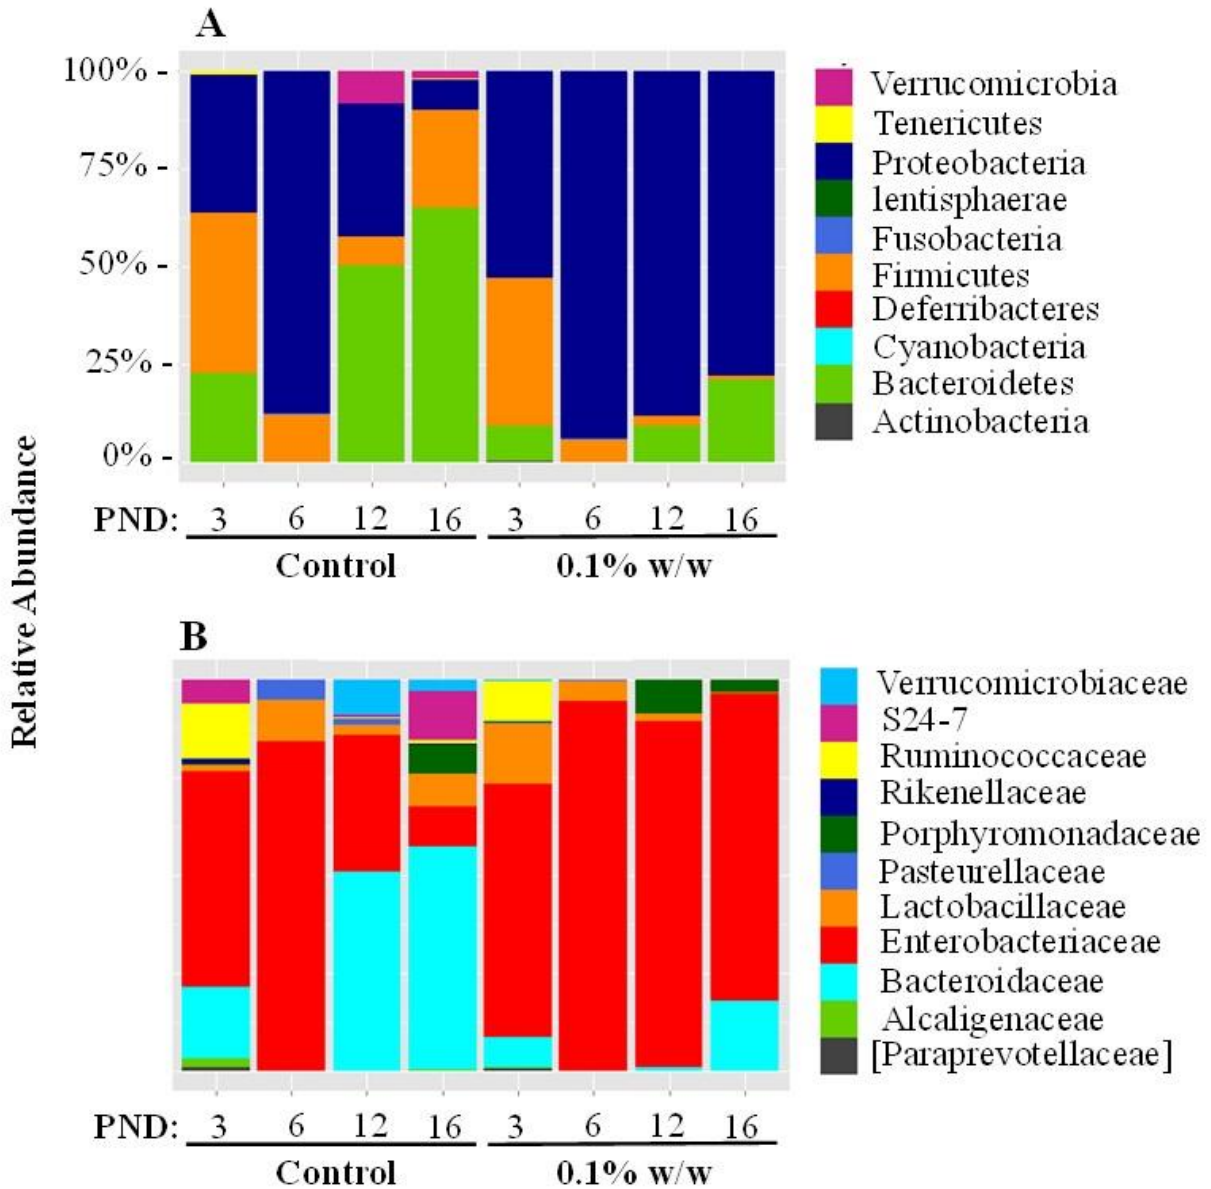 A
100% -
75% -
50% -
25% -
0% -
Verrucomicrobia
Tenericutes
Proteobacteria
lentisphaerae
Fusobacteria
Firmicutes
Deferribacteres
Cyanobacteria
Bacteroidetes
Actinobacteria
PND: 3 6 12 16 3 6 12 16
Control 0.1% w/w
Relative Abundance
B
Verrucomicrobiaceae
S24-7
Ruminococcaceae
Rikenellaceae
Porphyromonadaceae
Pasteurellaceae
Lactobacillaceae
Enterobacteriaceae
Bacteroidaceae
Alcaligenaceae
[Paraprevotellaceae]
PND: 3 6 12 16 3 6 12 16
Control 0.1% w/w